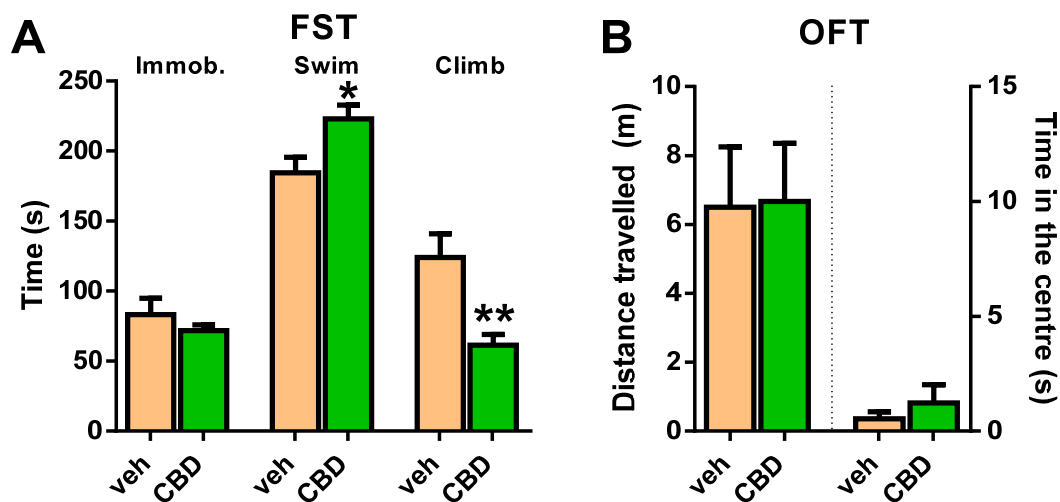 A
FST
Immob. Swim Climb
Time (s)
250
200
150
100
50
0
*
**
veh CBD veh CBD veh CBD
B
OFT
Distance travelled (m)
10
8
6
4
2
0
15
10
5
0
Time in the centre (s)
veh CBD veh CBD